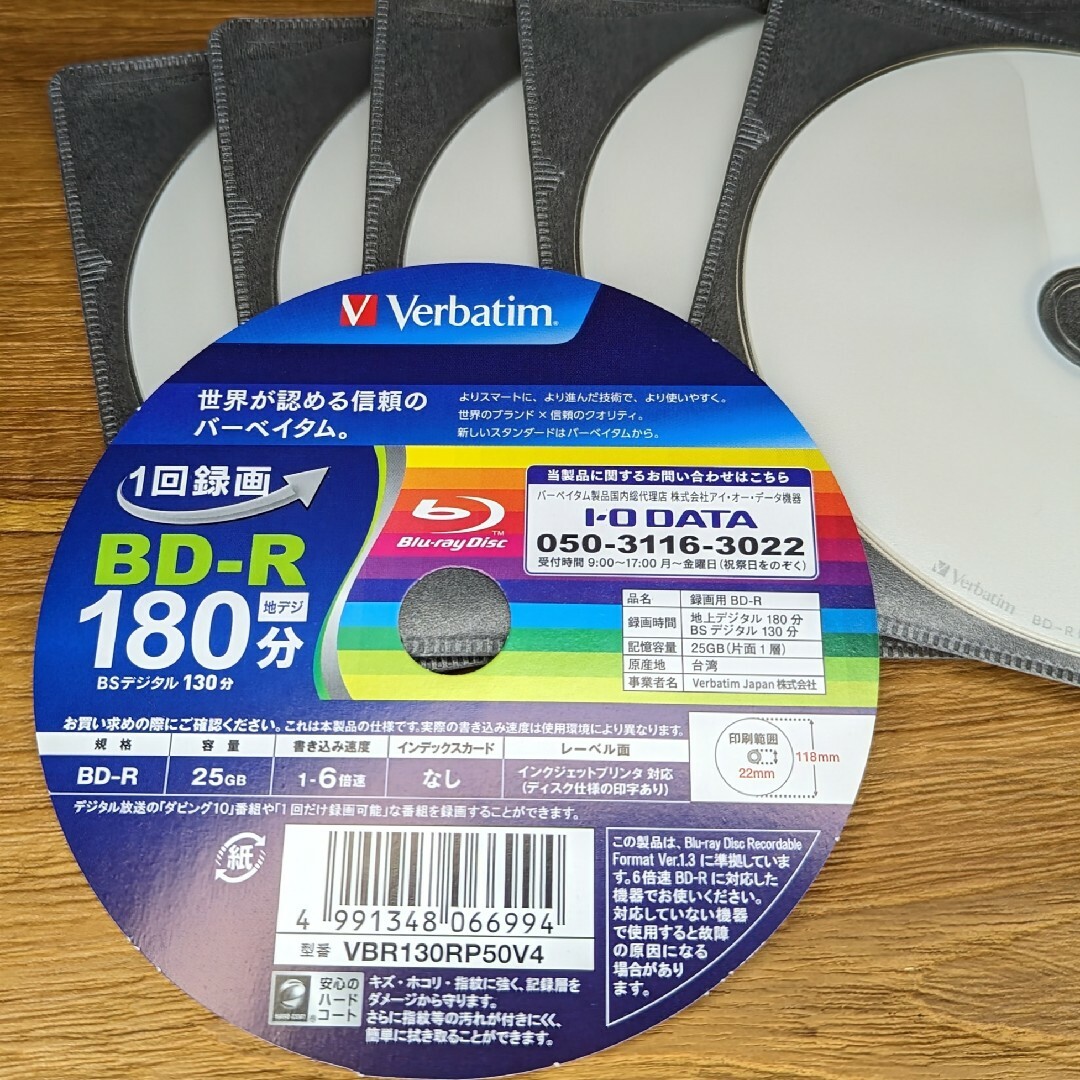 Verbatim®
世界が認める信頼の
バーベイタム。
よりスマートに、より進んだ技術で、より使いやすく。
世界のブランド×信頼のクオリティ。
新しいスタンダードはバーベイタムから。
1回録画
BD-R
180分
地デジ
BSデジタル 130分
Blu-ray Disc™
当製品に関するお問い合わせはこちら
バーベイタム製品国内総代理店 株式会社アイ・オー・データ機器
I-O DATA
050-3116-3022
受付時間 9:00〜17:00 月〜金曜日(祝祭日をのぞく)
品名 録画用 BD-R
録画時間 地上デジタル 180分
BSデジタル 130分
記憶容量 25GB(片面1層)
原産地 台湾
事業者名 Verbatim Japan 株式会社
お買い求めの際にご確認ください。これは本製品の仕様です。実際の書き込み速度は使用環境により異なります。
規格 容量 書き込み速度 インデックスカード レーベル面
BD-R 25GB 1-6倍速 なし インクジェットプリンタ 対応
(ディスク仕様の印字あり)
印刷範囲
118mm
22mm
デジタル放送の「ダビング10」番組や「1回だけ録画可能」な番組を録画することができます。
紙
4 991348 066994
型番 VBR130RP50V4
この製品は、Blu-ray Disc Recordable
Format Ver.1.3 に準拠していま
す。6倍速 BD-R に対応した
機器でお使いください。
対応していない機器
で使用すると故障
の原因になる
場合があり
ます。
安心の
ハード
コート
HARD COAT
キズ・ホコリ・指紋に強く、記録層を
ダメージから守ります。
さらに指紋等の汚れが付きにくく、
簡単に拭き取ることができます。
Verbatim
BD-R